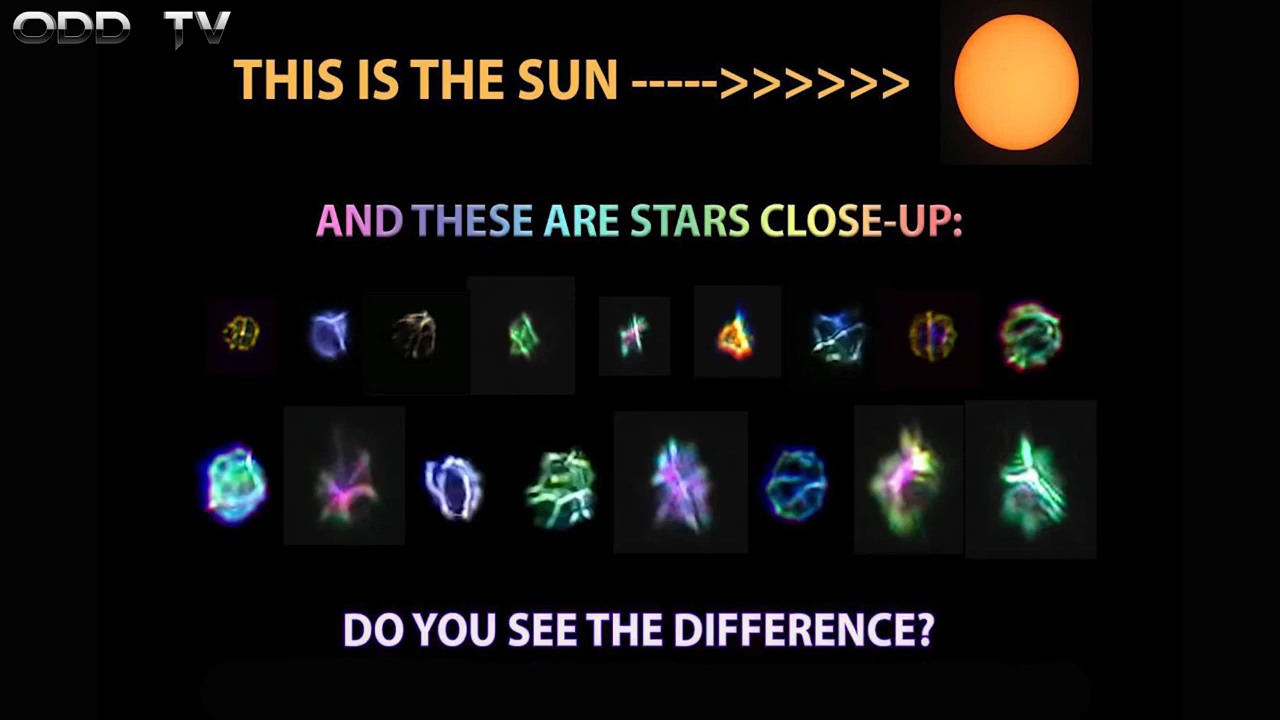 ODD TV
THIS IS THE SUN ----->>>>>>
AND THESE ARE STARS CLOSE-UP:
DO YOU SEE THE DIFFERENCE?